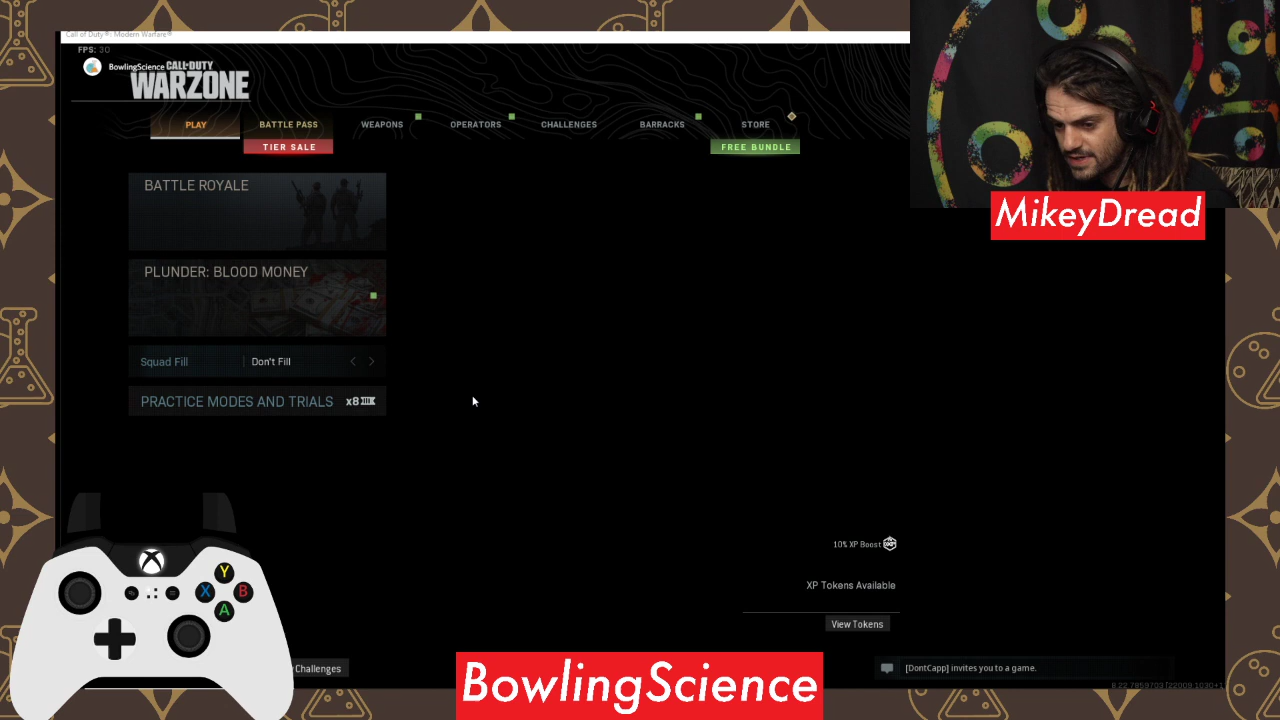 Call of Duty®: Modern Warfare®
FPS: 30
BowlingScience
CALL OF DUTY
WARZONE
PLAY
BATTLE PASS
WEAPONS
OPERATORS
CHALLENGES
BARRACKS
STORE
TIER SALE
FREE BUNDLE
MikeyDread
BATTLE ROYALE
PLUNDER: BLOOD MONEY
Squad Fill
Don't Fill
PRACTICE MODES AND TRIALS
x8
10% XP Boost
XP Tokens Available
View Tokens
Y
X
B
A
Challenges
[DontCapp] invites you to a game.
BowlingScience